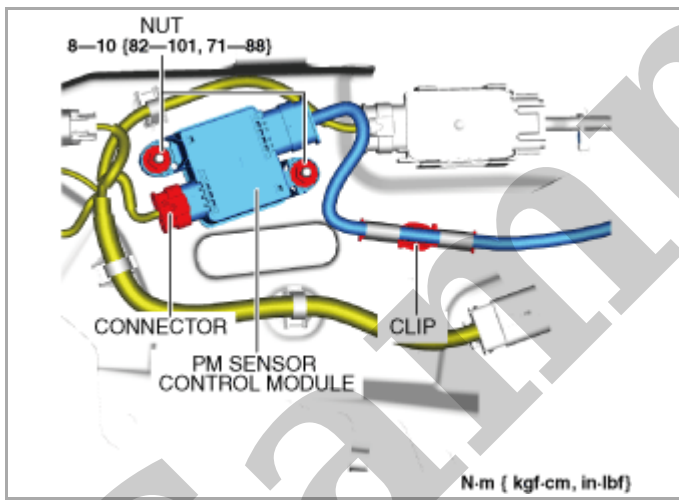 NUT
8—10 {82—101, 71—88}
CONNECTOR
CLIP
PM SENSOR
CONTROL MODULE
N·m { kgf·cm, in·lbf}